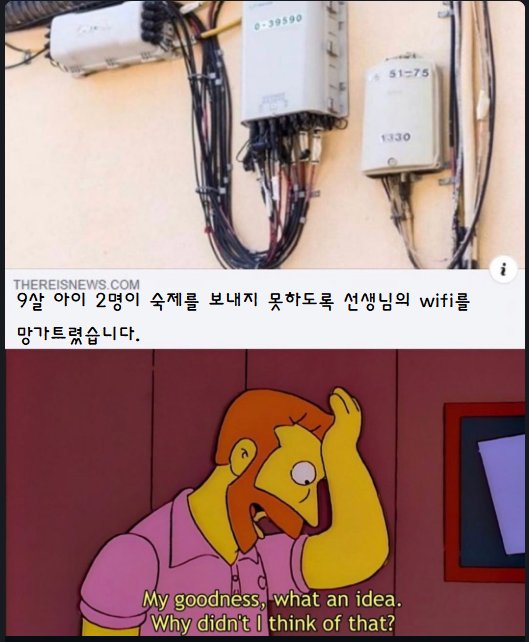 0-39590
51-75
1330
THEREISNEWS.COM
9살 아이 2명이 숙제를 보내지 못하도록 선생님의 wifi를
망가트렸습니다.
My goodness, what an idea.
Why didn't I think of that?